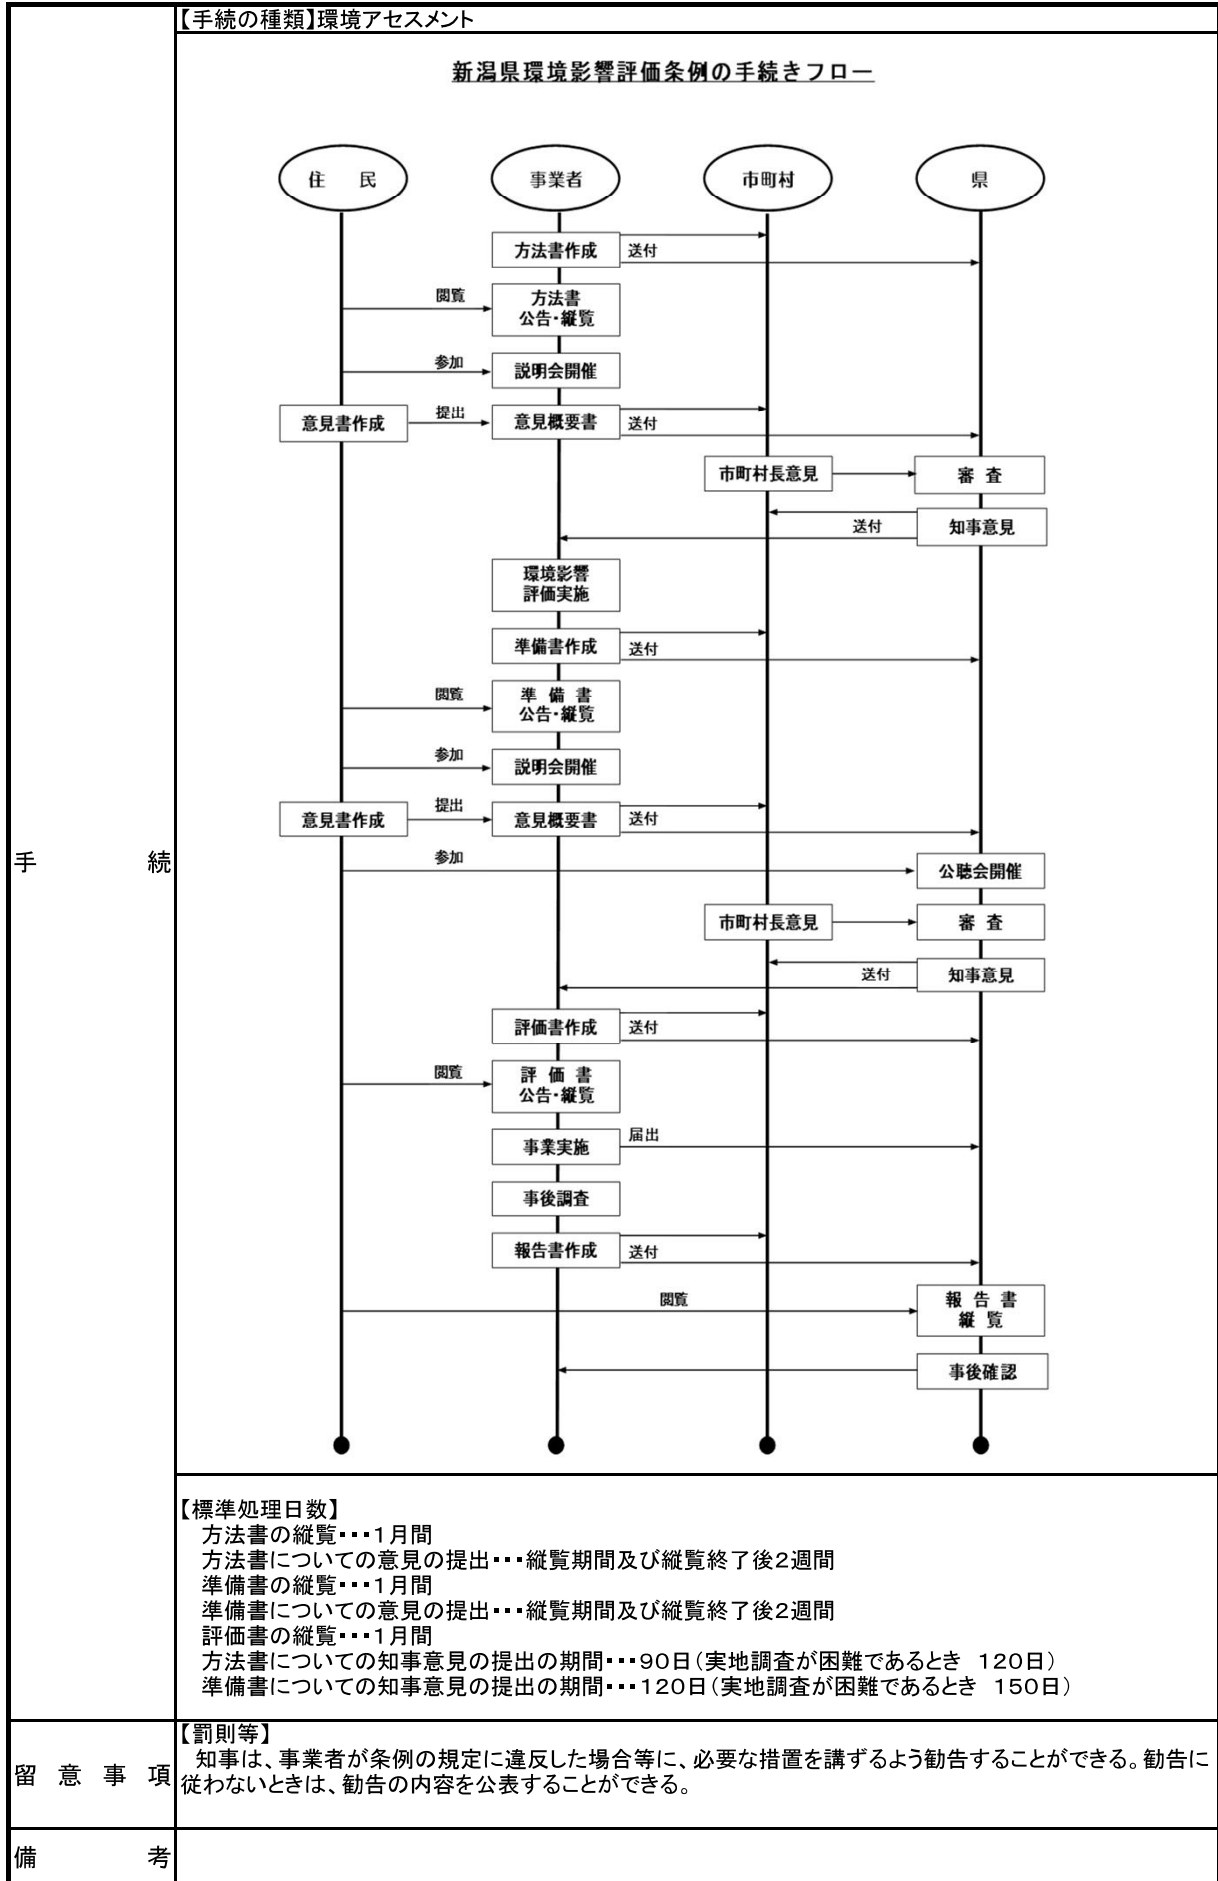 【手続の種類】環境アセスメント
新潟県環境影響評価条例の手続きフロー
住　民
事業者
市町村
県
方法書作成
送付
閲覧
方法書
公告・縦覧
参加
説明会開催
意見書作成
提出
意見概要書
送付
市町村長意見
審 査
送付
知事意見
環境影響
評価実施
準備書作成
送付
閲覧
準 備 書
公告・縦覧
参加
説明会開催
意見書作成
提出
意見概要書
送付
手　　続
参加
公聴会開催
市町村長意見
審 査
送付
知事意見
評価書作成
送付
閲覧
評 価 書
公告・縦覧
事業実施
届出
事後調査
報告書作成
送付
閲覧
報 告 書
縦 覧
事後確認
【標準処理日数】
方法書の縦覧・・・１月間
方法書についての意見の提出・・・縦覧期間及び縦覧終了後２週間
準備書の縦覧・・・１月間
準備書についての意見の提出・・・縦覧期間及び縦覧終了後２週間
評価書の縦覧・・・１月間
方法書についての知事意見の提出の期間・・・９０日（実地調査が困難であるとき　１２０日）
準備書についての知事意見の提出の期間・・・１２０日（実地調査が困難であるとき　１５０日）
留 意 事 項
【罰則等】
知事は、事業者が条例の規定に違反した場合等に、必要な措置を講ずるよう勧告することができる。勧告に
従わないときは、勧告の内容を公表することができる。
備　　考